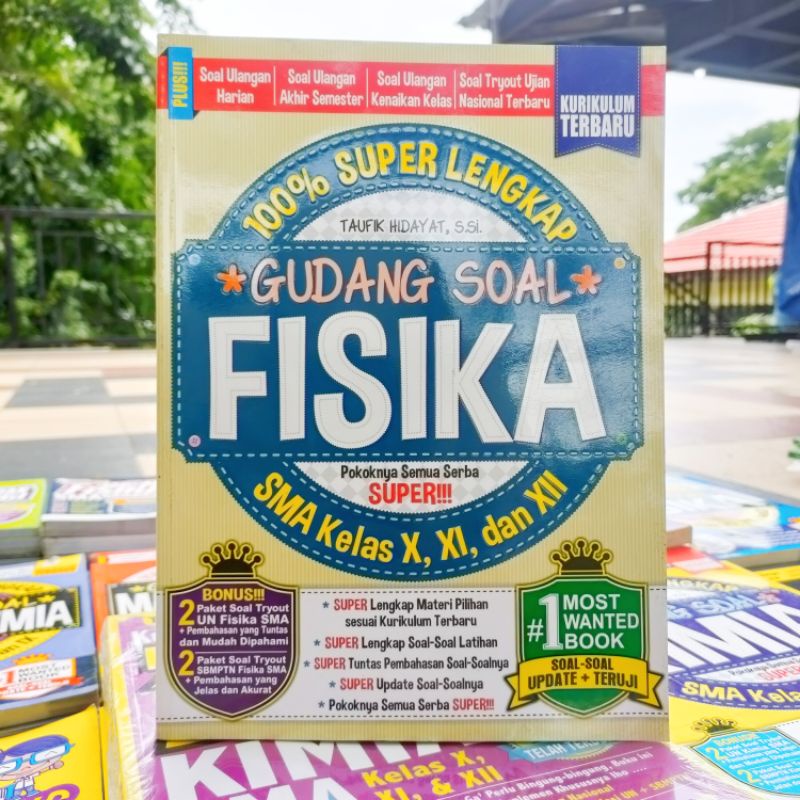 PLUS!!!
Soal Ulangan
Harian
Soal Ulangan
Akhir Semester
Soal Ulangan
Kenaikan Kelas
Soal Tryout Ujian
Nasional Terbaru
KURIKULUM
TERBARU
100% SUPER LENGKAP
TAUFIK HIDAYAT, S.Si.
GUDANG SOAL
FISIKA
Pokoknya Semua Serba
SUPER!!!
SMA Kelas X, XI, dan XII
BONUS!!!
2 Paket Soal Tryout
UN Fisika SMA
+ Pembahasan yang Tuntas
dan Mudah Dipahami
2 Paket Soal Tryout
SBMPTN Fisika SMA
+ Pembahasan yang
Jelas dan Akurat
* SUPER Lengkap Materi Pilihan
sesuai Kurikulum Terbaru
* SUPER Lengkap Soal-Soal Latihan
* SUPER Tuntas Pembahasan Soal-Soalnya
* SUPER Update Soal-Soalnya
* Pokoknya Semua Serba SUPER!!!
#1 MOST
WANTED
BOOK
SOAL-SOAL
UPDATE + TERUJI
KIMIA
Kelas X,
XI, & XII
SMA Kelas
BONUS!!!
2 Paket Soal Tryout